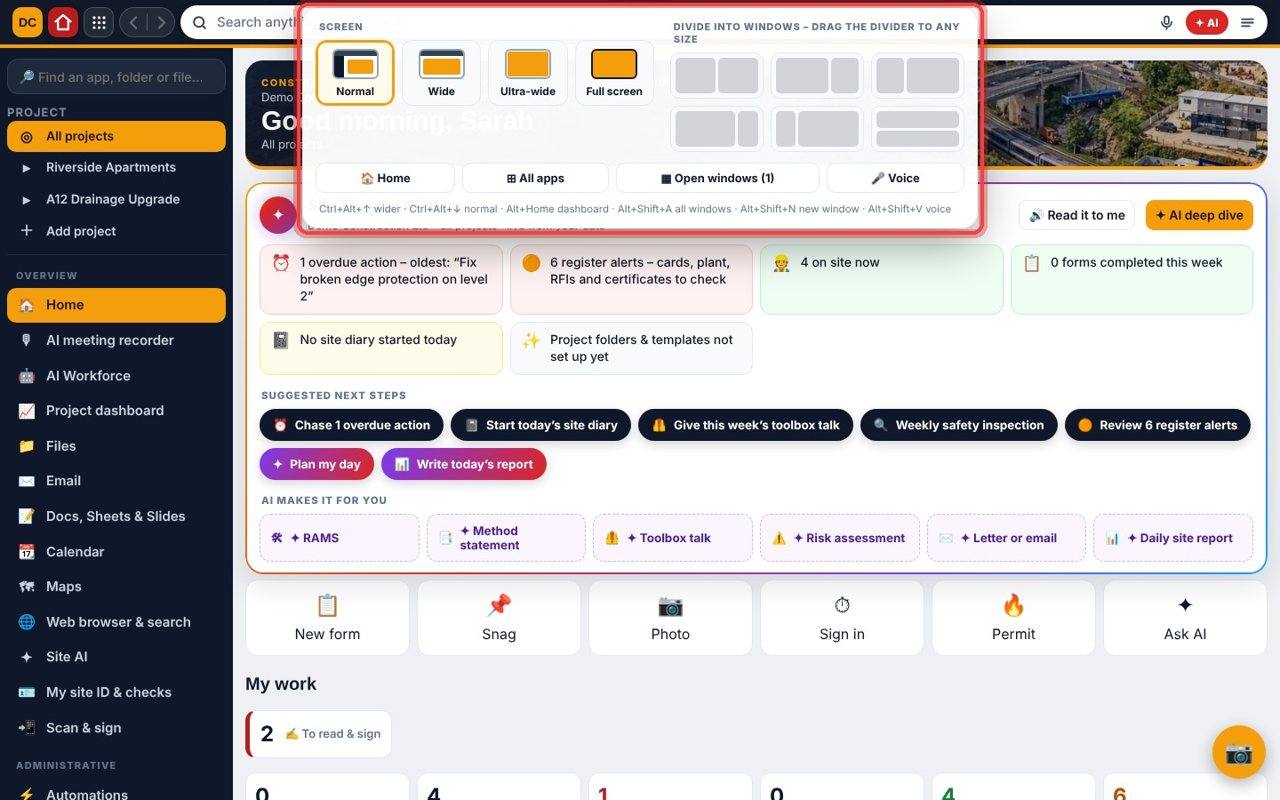 DC
Search anyth
✦ AI
SCREEN
Normal
Wide
Ultra-wide
Full screen
DIVIDE INTO WINDOWS – DRAG THE DIVIDER TO ANY
SIZE
🏠 Home
⊞ All apps
▦ Open windows (1)
🎤 Voice
Ctrl+Alt+↑ wider · Ctrl+Alt+↓ normal · Alt+Home dashboard · Alt+Shift+A all windows · Alt+Shift+N new window · Alt+Shift+V voice
🔎 Find an app, folder or file...
PROJECT
◎ All projects
▸ Riverside Apartments
▸ A12 Drainage Upgrade
+ Add project
OVERVIEW
🏠 Home
🎙 AI meeting recorder
🤖 AI Workforce
📈 Project dashboard
📁 Files
✉️ Email
📝 Docs, Sheets & Slides
📆 Calendar
🗺 Maps
🌐 Web browser & search
✦ Site AI
🪪 My site ID & checks
📲 Scan & sign
ADMINISTRATIVE
⚡ Automations
CONST
Good morning, Sarah
All proj
Demo Construction Ltd · all projects · live from your data
🔊 Read it to me
✦ AI deep dive
⏰ 1 overdue action – oldest: “Fix
broken edge protection on level
2”
🟠 6 register alerts – cards, plant,
RFIs and certificates to check
👷 4 on site now
📋 0 forms completed this week
📓 No site diary started today
✨ Project folders & templates not
set up yet
SUGGESTED NEXT STEPS
⏰ Chase 1 overdue action
📓 Start today’s site diary
🦺 Give this week’s toolbox talk
🔍 Weekly safety inspection
🟠 Review 6 register alerts
✦ Plan my day
📊 Write today’s report
AI MAKES IT FOR YOU
🛠 ✦ RAMS
📑 ✦ Method
statement
🦺 ✦ Toolbox talk
⚠️ ✦ Risk assessment
✉️ ✦ Letter or email
📊 ✦ Daily site report
📋 New form
📌 Snag
📷 Photo
⏱ Sign in
🔥 Permit
✦ Ask AI
My work
2 ✍️ To read & sign
0
4
1
0
4
6